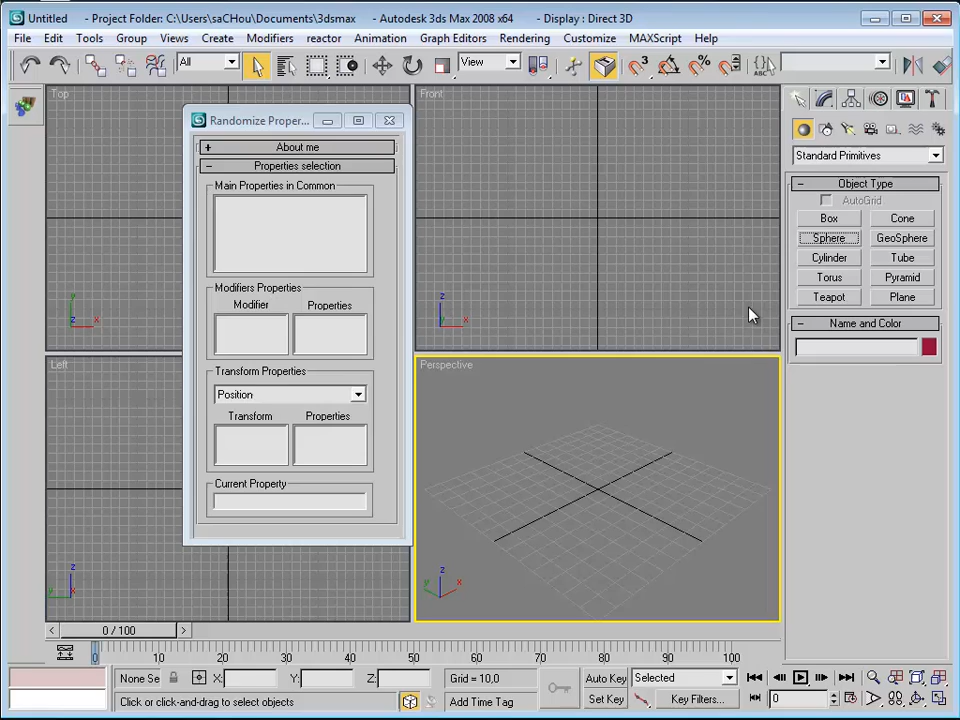 Untitled - Project Folder: C:\Users\saCHou\Documents\3dsmax - Autodesk 3ds Max 2008 x64 - Display : Direct 3D
File Edit Tools Group Views Create Modifiers reactor Animation Graph Editors Rendering Customize MAXScript Help
All View
3 % ABC
Top
Front
Randomize Proper...
+ About me
- Properties selection
Main Properties in Common
Modifiers Properties
Modifier Properties
Transform Properties
Position
Transform Properties
Current Property
Left
Perspective
z
y x
z
y x
z
y x
z
y x
Standard Primitives
- Object Type
AutoGrid
Box Cone
Sphere GeoSphere
Cylinder Tube
Torus Pyramid
Teapot Plane
- Name and Color
< 0 / 100 >
0 10 20 30 40 50 60 70 80 90 100
None Se X: Y: Z: Grid = 10,0 Auto Key Selected
Click or click-and-drag to select objects Add Time Tag Set Key Key Filters... 0